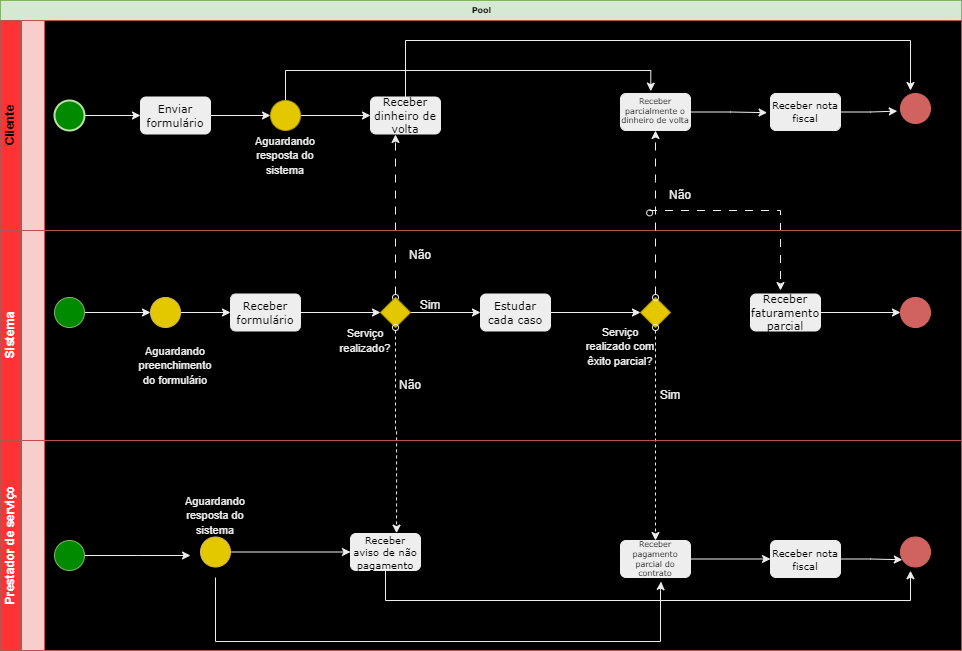 Pool
Cliente
Enviar
formulário
Aguardando
resposta do
sistema
Receber
dinheiro de
volta
Receber
parcialmente o
dinheiro de volta
Receber nota
fiscal
Não
Não
Sistema
Aguardando
preenchimento
do formulário
Receber
formulário
Serviço
realizado?
Sim
Estudar
cada caso
Serviço
realizado com
êxito parcial?
Receber
faturamento
parcial
Não
Sim
Prestador de serviço
Aguardando
resposta do
sistema
Receber
aviso de não
pagamento
Receber
pagamento
parcial do
contrato
Receber nota
fiscal